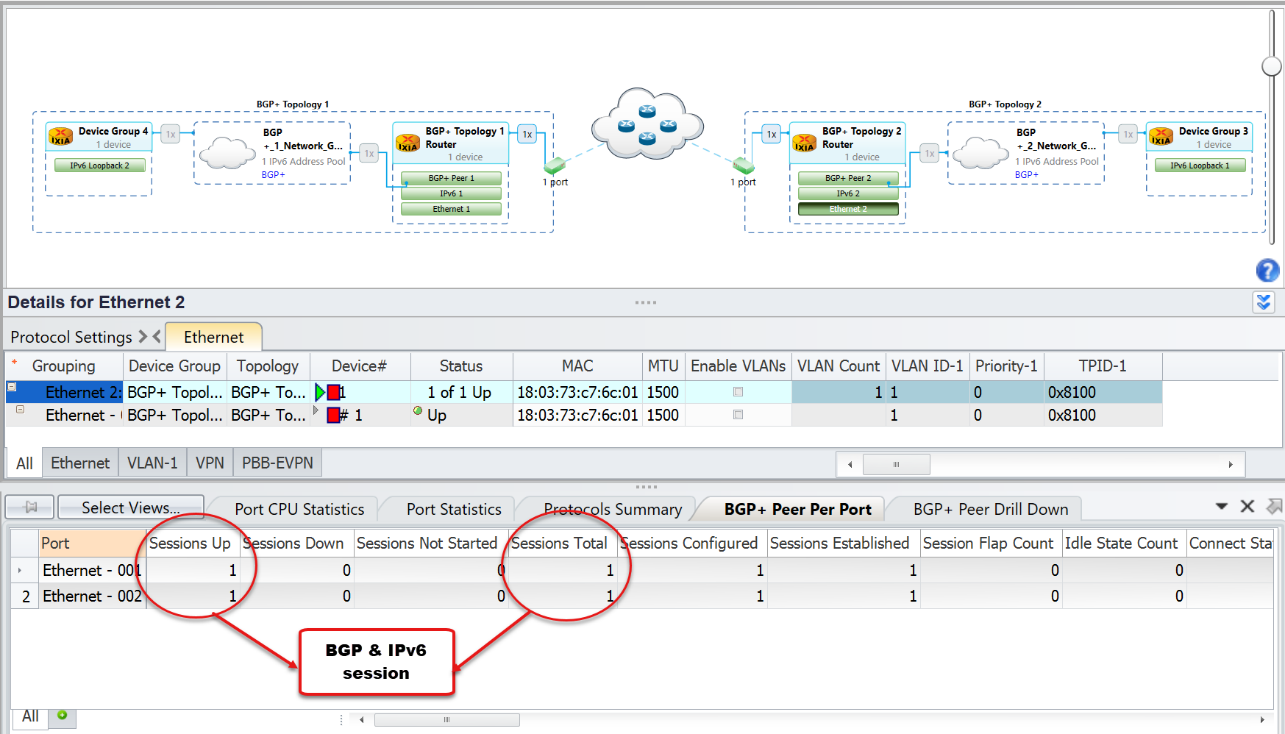 BGP+ Topology 1
BGP+ Topology 2
IXIA
Device Group 4
1 device
IPv6 Loopback 2
1x
BGP
+_1_Network_G...
1 IPv6 Address Pool
BGP+
1x
IXIA
BGP+ Topology 1
Router
1 device
BGP+ Peer 1
IPv6 1
Ethernet 1
1x
1 port
1 port
1x
IXIA
BGP+ Topology 2
Router
1 device
BGP+ Peer 2
IPv6 2
Ethernet 2
1x
BGP
+_2_Network_G...
1 IPv6 Address Pool
BGP+
1x
IXIA
Device Group 3
1 device
IPv6 Loopback 1
?
Details for Ethernet 2
Protocol Settings Ethernet
* Grouping Device Group Topology Device# Status MAC MTU Enable VLANs VLAN Count VLAN ID-1 Priority-1 TPID-1
Ethernet 2: BGP+ Topol... BGP+ To... 1 1 of 1 Up 18:03:73:c7:6c:01 1500 1 1 0 0x8100
Ethernet - BGP+ Topol... BGP+ To... # 1 Up 18:03:73:c7:6c:01 1500 1 0 0x8100
All Ethernet VLAN-1 VPN PBB-EVPN
Select Views... Port CPU Statistics Port Statistics Protocols Summary BGP+ Peer Per Port BGP+ Peer Drill Down
Port Sessions Up Sessions Down Sessions Not Started Sessions Total Sessions Configured Sessions Established Session Flap Count Idle State Count Connect Sta
Ethernet - 001 1 0 0 1 1 1 0 0
2 Ethernet - 002 1 0 0 1 1 1 0 0
BGP & IPv6
session
All